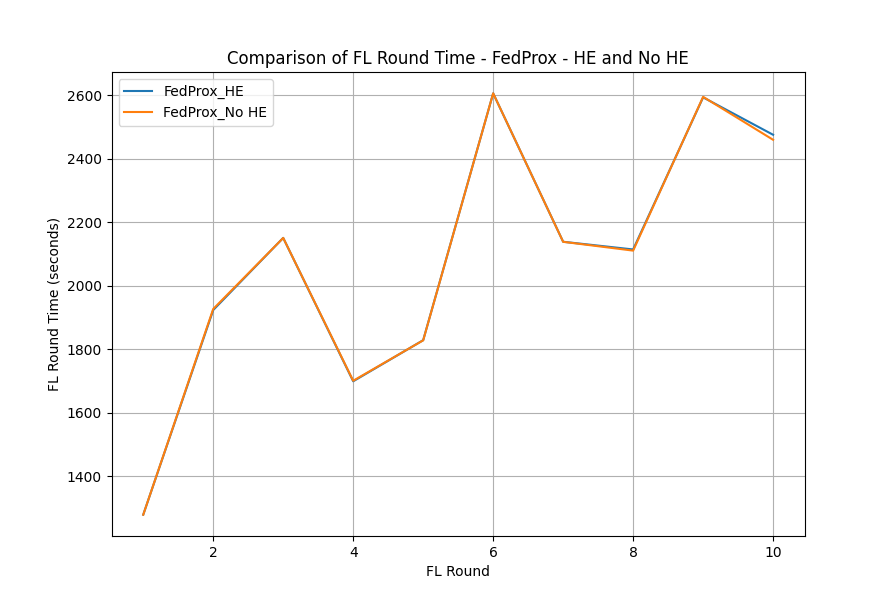 Comparison of FL Round Time - FedProx - HE and No HE
FedProx_HE
FedProx_No HE
FL Round Time (seconds)
2600
2400
2200
2000
1800
1600
1400
2 4 6 8 10
FL Round